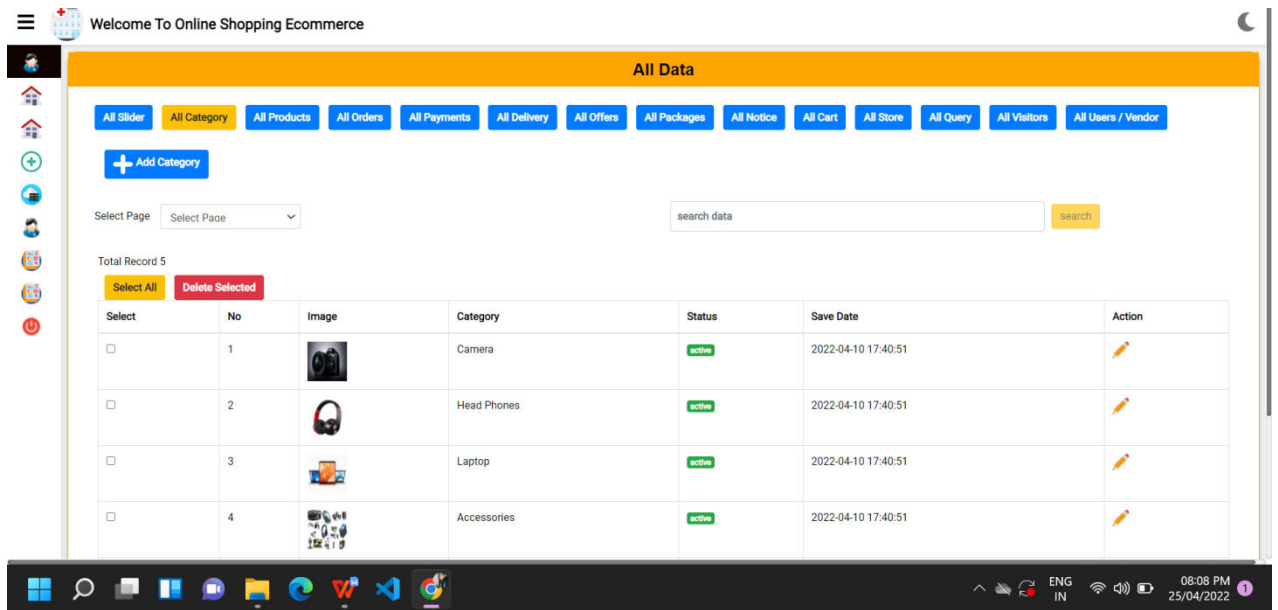 Welcome To Online Shopping Ecommerce
All Data
All Slider All Category All Products All Orders All Payments All Delivery All Offers All Packages All Notice All Cart All Store All Query All Visitors All Users / Vendor
Add Category
Select Page Select Page search data search
Total Record 5
Select All Delete Selected
Select No Image Category Status Save Date Action
1 Camera active 2022-04-10 17:40:51
2 Head Phones active 2022-04-10 17:40:51
3 Laptop active 2022-04-10 17:40:51
4 Accessories active 2022-04-10 17:40:51
ENG 08:08 PM
IN 25/04/2022 1